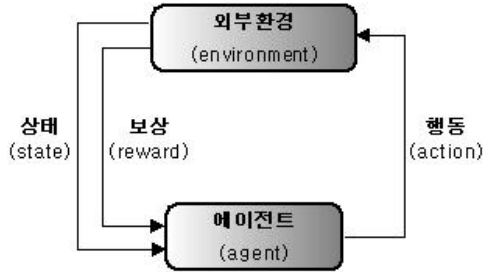 외부환경
(environment)
상태
(state)
보상
(reward)
행동
(action)
에이전트
(agent)